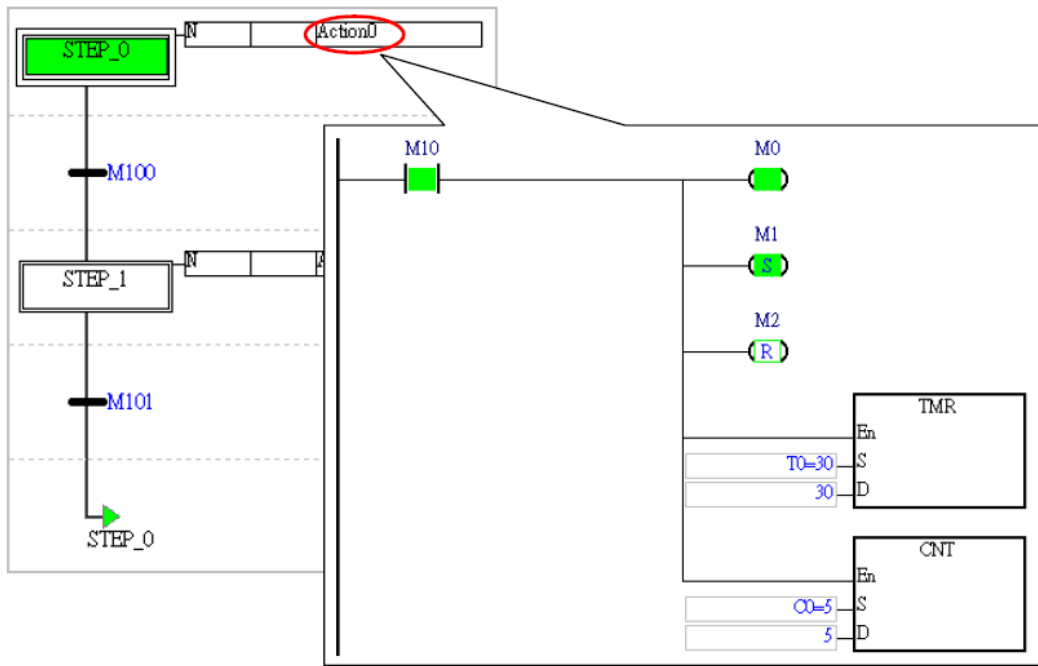 N
Action0
STEP_0
M100
STEP_1
N
M101
STEP_0
M10
M0
M1
S
M2
R
TMR
En
T0=30
S
30
D
CNT
En
C0=5
S
5
D